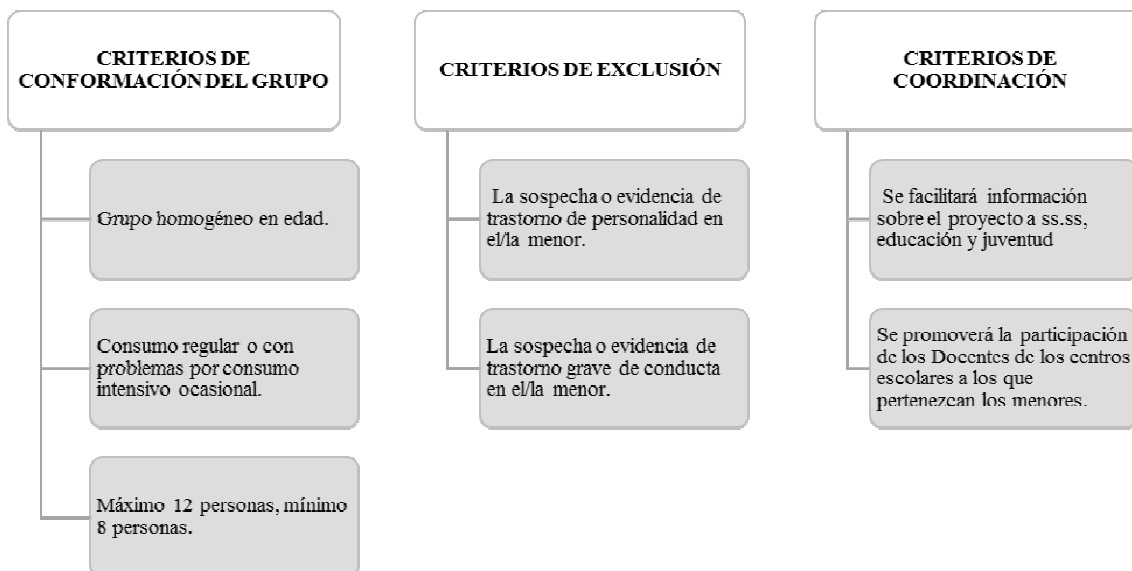 CRITERIOS DE
CONFORMACIÓN DEL GRUPO
Grupo homogéneo en edad.
Consumo regular o con
problemas por consumo
intensivo ocasional.
Máximo 12 personas, mínimo
8 personas.
CRITERIOS DE EXCLUSIÓN
La sospecha o evidencia de
trastorno de personalidad en
el/la menor.
La sospecha o evidencia de
trastorno grave de conducta
en el/la menor.
CRITERIOS DE
COORDINACIÓN
Se facilitará información
sobre el proyecto a ss.ss,
educación y juventud
Se promoverá la participación
de los Docentes de los centros
escolares a los que
pertenezcan los menores.